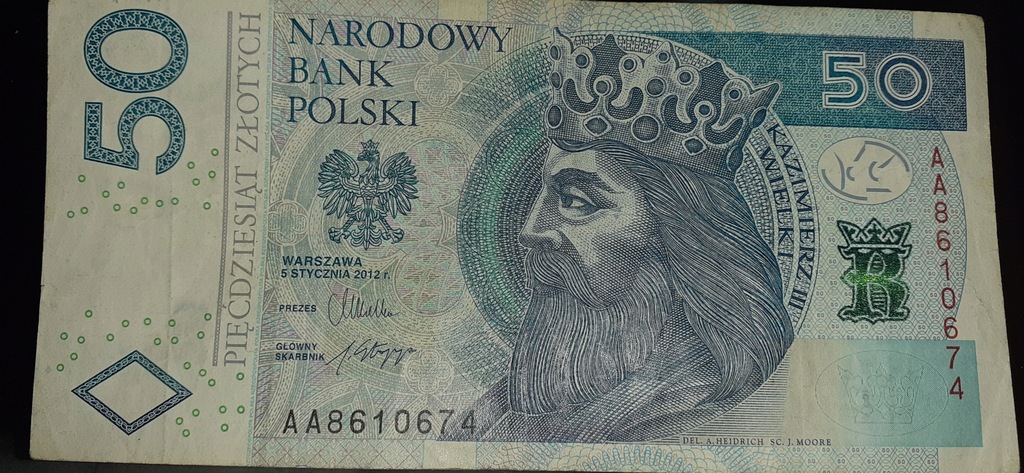 50
PIĘĆDZIESIĄT ZŁOTYCH
NARODOWY
BANK
POLSKI
WARSZAWA
5 STYCZNIA 2012 r.
PREZES
GŁÓWNY
SKARBNIK
AA8610674
50
KAZIMIERZ III
WIELKI
AA8610674
DEL. A. HEIDRICH SC. J. MOORE